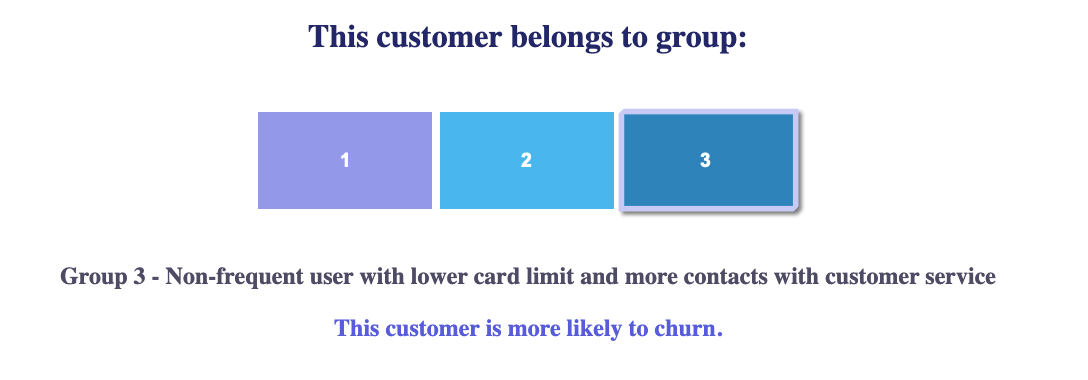 This customer belongs to group:
1 2 3
Group 3 - Non-frequent user with lower card limit and more contacts with customer service
This customer is more likely to churn.